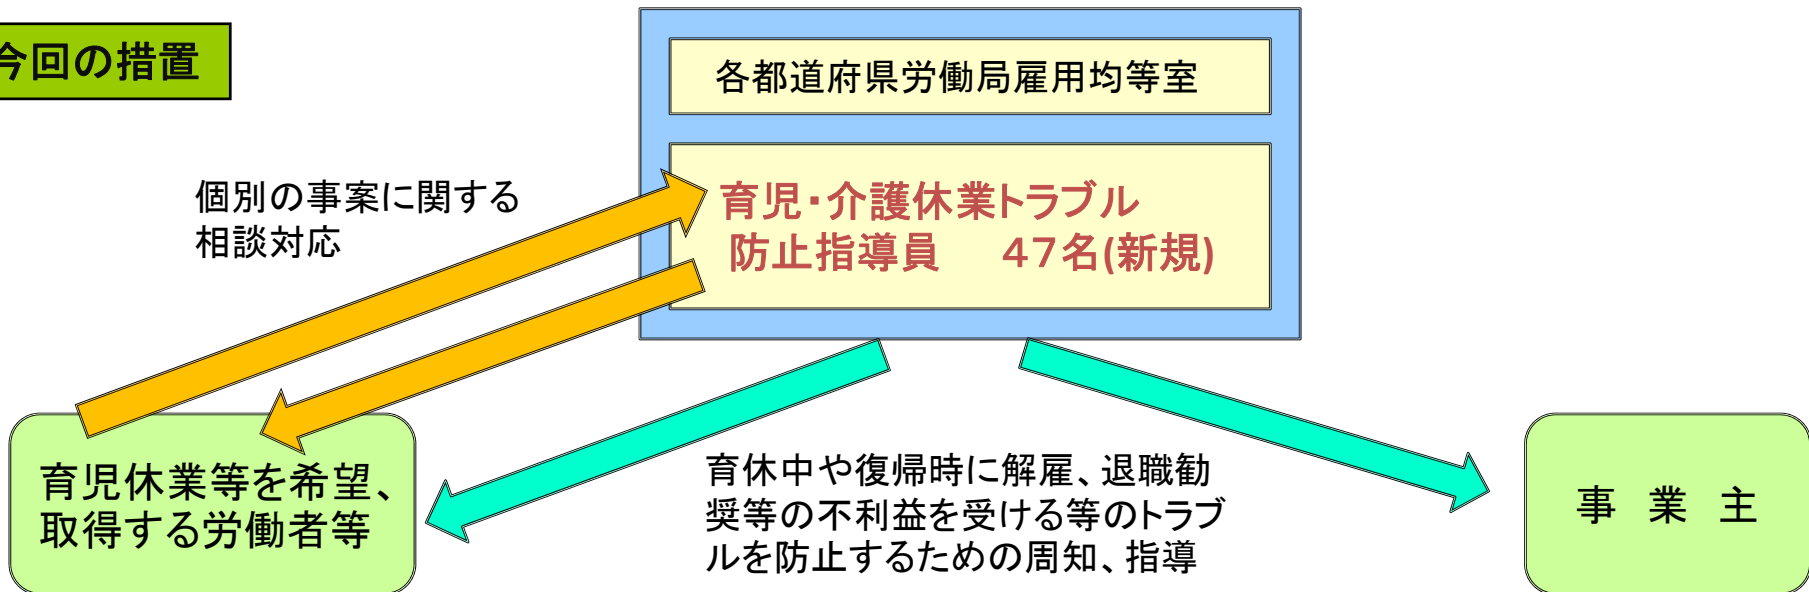 今回の措置
各都道府県労働局雇用均等室
個別の事案に関する
相談対応
育児・介護休業トラブル
防止指導員　47名(新規)
育児休業等を希望、
取得する労働者等
育休中や復帰時に解雇、退職勧
奨等の不利益を受ける等のトラブ
ルを防止するための周知、指導
事　業　主